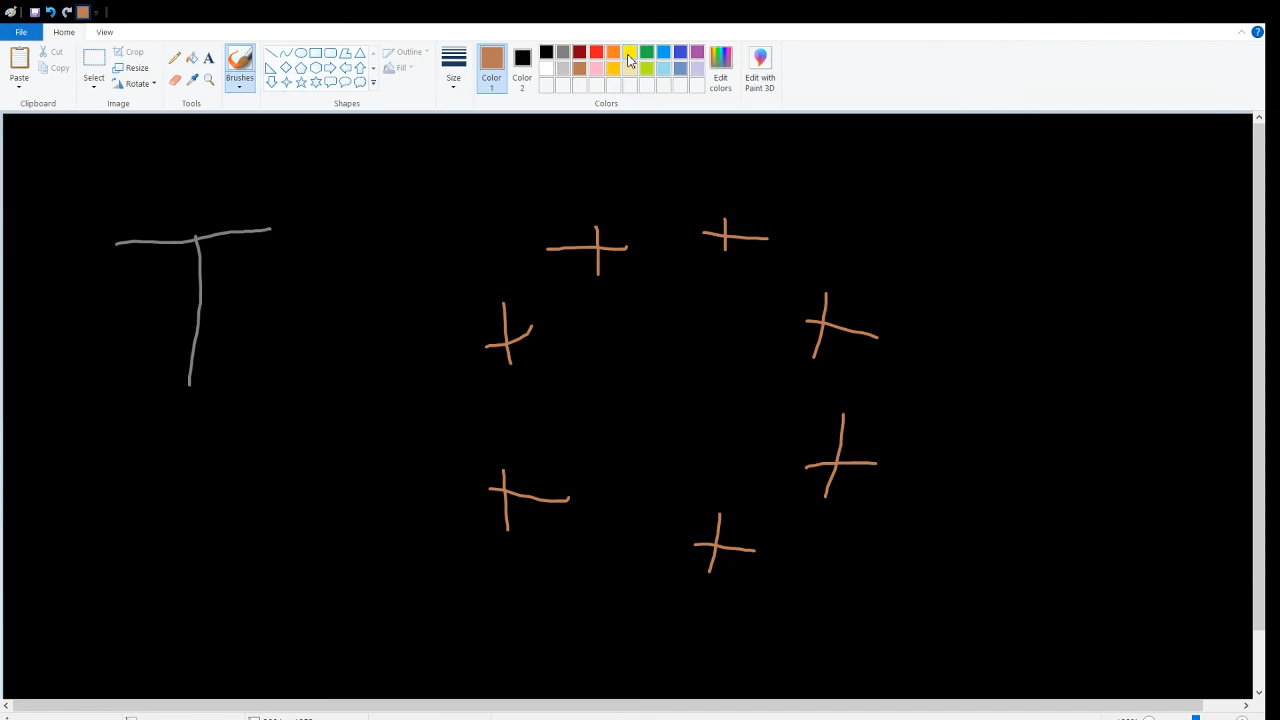 File Home View
Paste Cut Copy Select Crop Resize Rotate A Brushes Outline Fill Size Color 1 Color 2 Edit colors Edit with Paint 3D
Clipboard Image Tools Shapes Colors
T